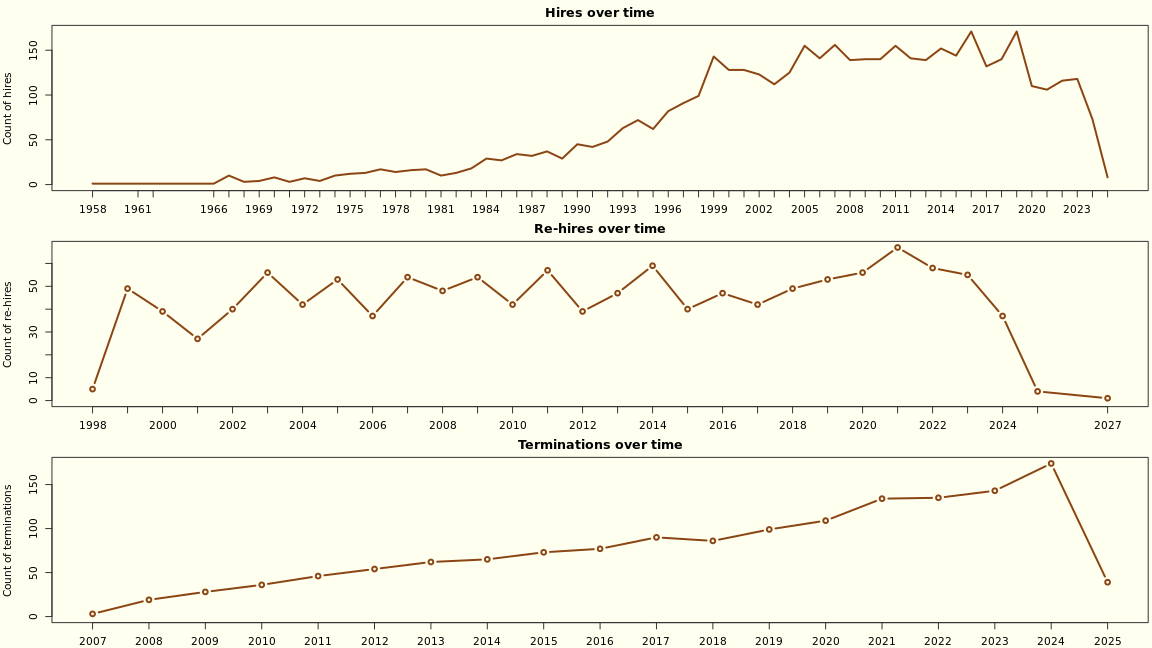 Hires over time
Count of hires
0 50 100 150
1958 1961 1966 1969 1972 1975 1978 1981 1984 1987 1990 1993 1996 1999 2002 2005 2008 2011 2014 2017 2020 2023
Re-hires over time
Count of re-hires
0 10 30 50
1998 2000 2002 2004 2006 2008 2010 2012 2014 2016 2018 2020 2022 2024 2027
Terminations over time
Count of terminations
0 50 100 150
2007 2008 2009 2010 2011 2012 2013 2014 2015 2016 2017 2018 2019 2020 2021 2022 2023 2024 2025